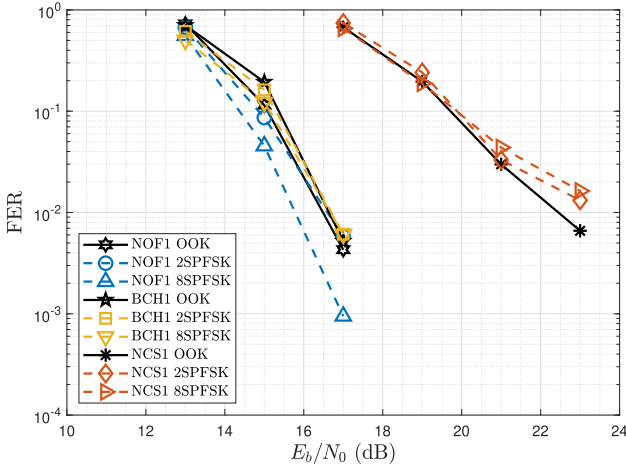 10^0
10^-1
10^-2
10^-3
10^-4
FER
NOF1 OOK
NOF1 2SPFSK
NOF1 8SPFSK
BCH1 OOK
BCH1 2SPFSK
BCH1 8SPFSK
NCS1 OOK
NCS1 2SPFSK
NCS1 8SPFSK
10 12 14 16 18 20 22 24
E_b/N_0 (dB)